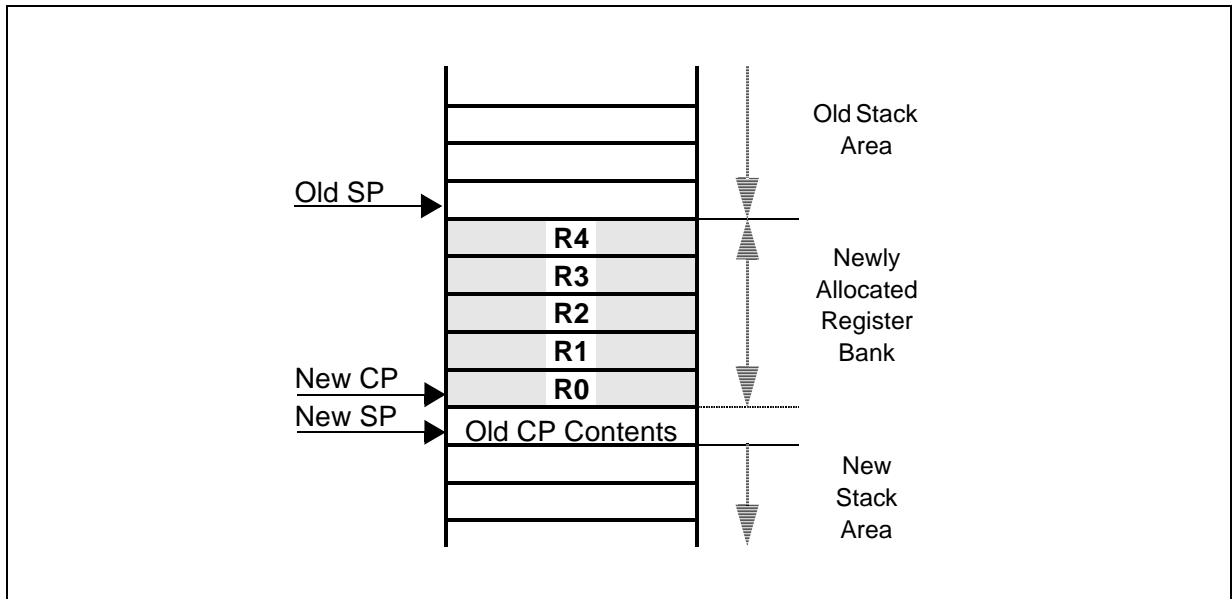 Old Stack
Area
Old SP
R4
R3
R2
R1
R0
Newly
Allocated
Register
Bank
New CP
New SP
Old CP Contents
New
Stack
Area